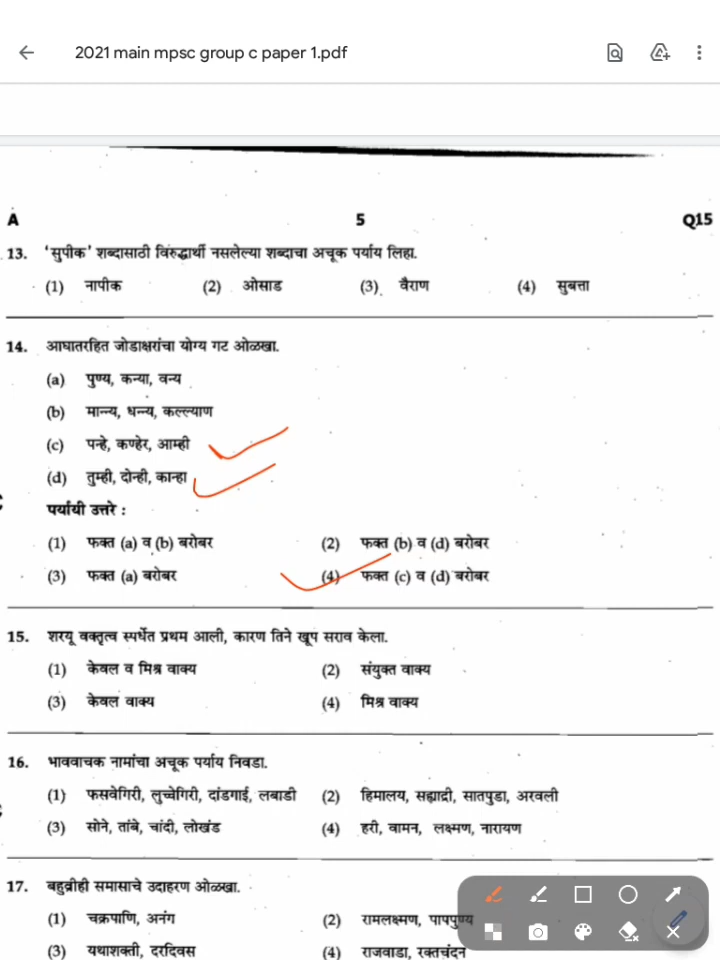 2021 main mpsc group c paper 1.pdf
A 5 Q15
13. 'सुपीक' शब्दासाठी विरुद्धार्थी नसलेल्या शब्दाचा अचूक पर्याय लिहा.
(1) नापीक (2) ओसाड (3) वैराण (4) सुबत्ता
14. आघातरहित जोडाक्षरांचा योग्य गट ओळखा.
(a) पुण्य, कन्या, वन्य
(b) मान्न्य, धन्न्य, कल्ल्याण
(c) पन्हे, कण्हेर, आम्ही
(d) तुम्ही, दोन्ही, कान्हा
पर्यायी उत्तरे :
(1) फक्त (a) व (b) बरोबर (2) फक्त (b) व (d) बरोबर
(3) फक्त (a) बरोबर (4) फक्त (c) व (d) बरोबर
15. शरयू वक्तृत्व स्पर्धेत प्रथम आली, कारण तिने खूप सराव केला.
(1) केवल व मिश्र वाक्य (2) संयुक्त वाक्य
(3) केवल वाक्य (4) मिश्र वाक्य
16. भाववाचक नामांचा अचूक पर्याय निवडा.
(1) फसवेगिरी, लुच्चेगिरी, दांडगाई, लबाडी (2) हिमालय, सह्याद्री, सातपुडा, अरवली
(3) सोने, तांबे, चांदी, लोखंड (4) हरी, वामन, लक्ष्मण, नारायण
17. बहुव्रीही समासाचे उदाहरण ओळखा.
(1) चक्रपाणि, अनंग (2) रामलक्ष्मण, पापपुण्य
(3) यथाशक्ती, दरदिवस (4) राजवाडा, रक्तचंदन